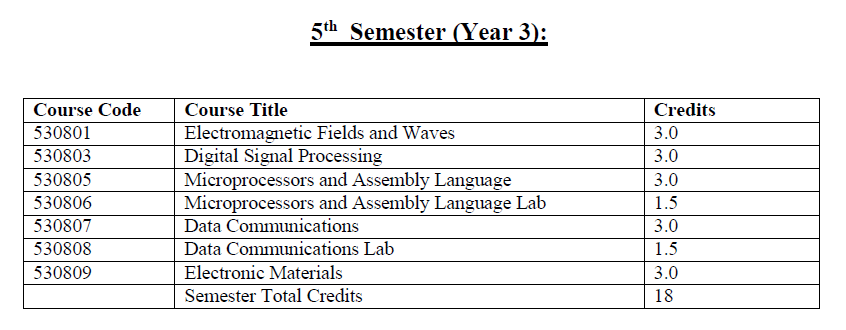 5th Semester (Year 3):
Course Code Course Title Credits
530801 Electromagnetic Fields and Waves 3.0
530803 Digital Signal Processing 3.0
530805 Microprocessors and Assembly Language 3.0
530806 Microprocessors and Assembly Language Lab 1.5
530807 Data Communications 3.0
530808 Data Communications Lab 1.5
530809 Electronic Materials 3.0
Semester Total Credits 18